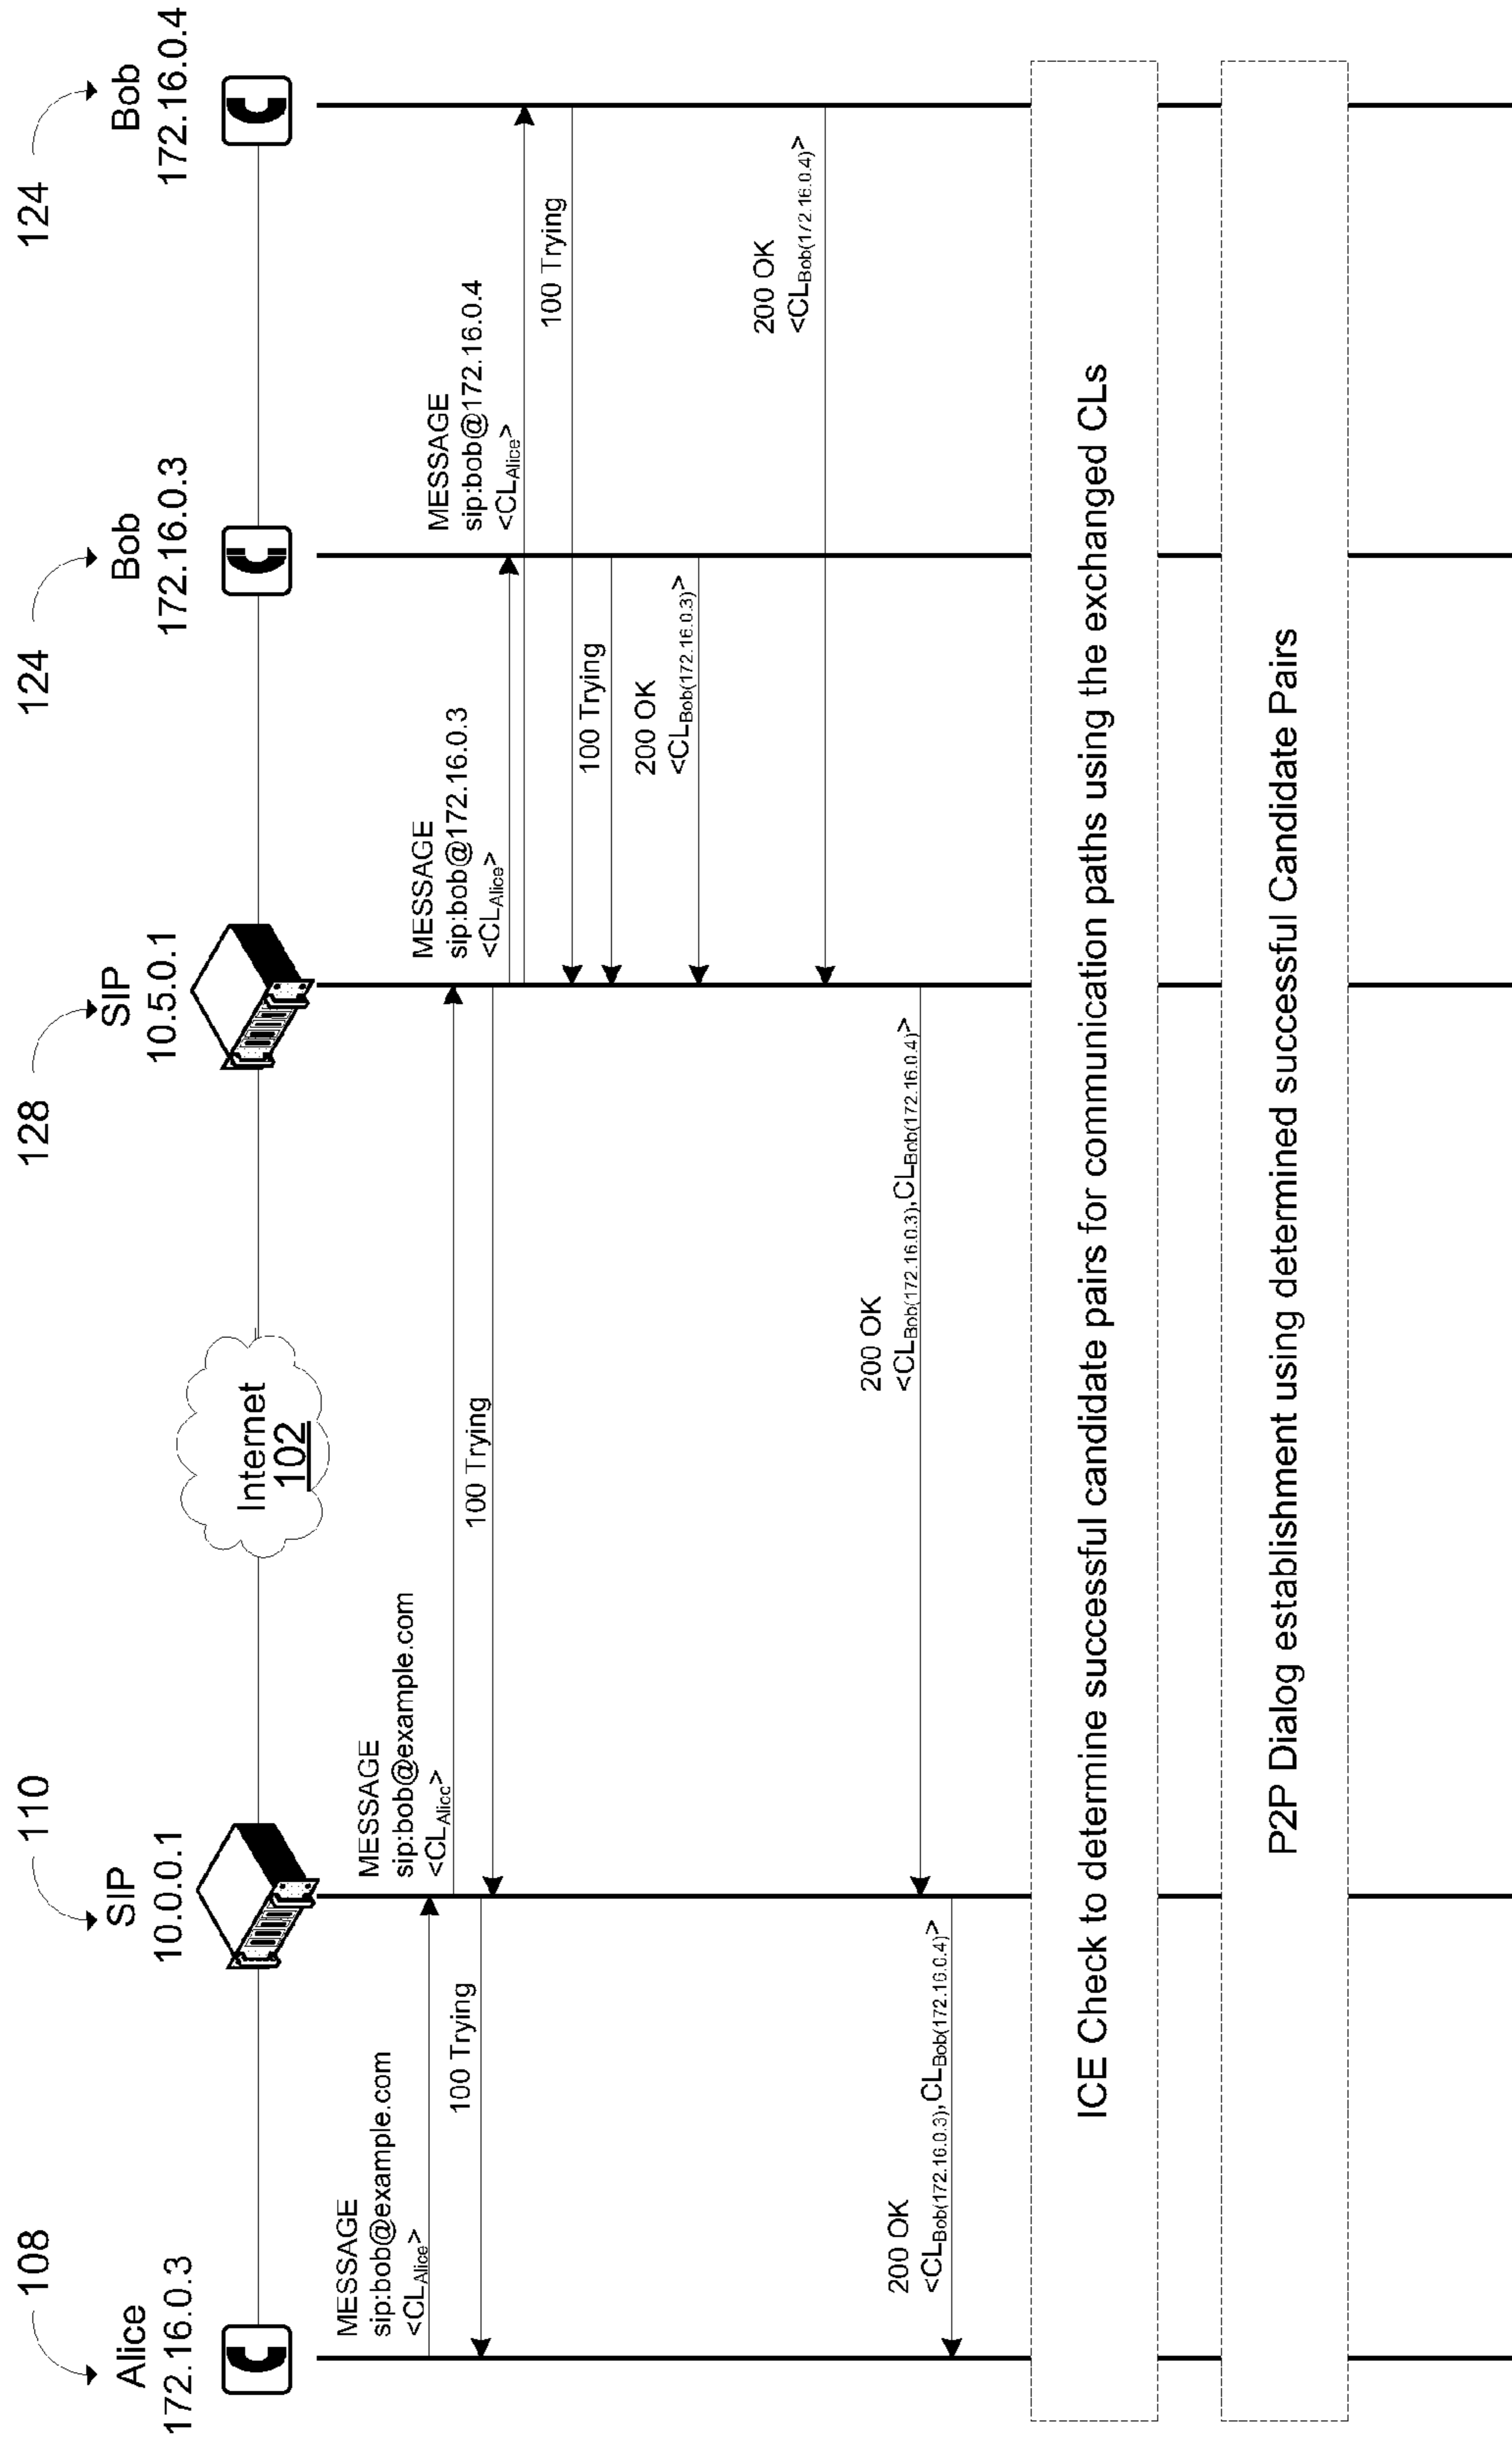 108
Alice
172.16.0.3
110
SIP
10.0.0.1
Internet
102
128
SIP
10.5.0.1
124
Bob
172.16.0.3
124
Bob
172.16.0.4
MESSAGE
sip:bob@example.com
<CLAlice>
100 Trying
MESSAGE
sip:bob@example.com
<CLAlice>
100 Trying
MESSAGE
sip:bob@172.16.0.3
<CLAlice>
MESSAGE
sip:bob@172.16.0.4
<CLAlice>
100 Trying
100 Trying
200 OK
<CLBob(172.16.0.3)>
200 OK
<CLBob(172.16.0.4)>
200 OK
<CLBob(172.16.0.3),CLBob(172.16.0.4)>
200 OK
<CLBob(172.16.0.3),CLBob(172.16.0.4)>
ICE Check to determine successful candidate pairs for communication paths using the exchanged CLs
P2P Dialog establishment using determined successful Candidate Pairs